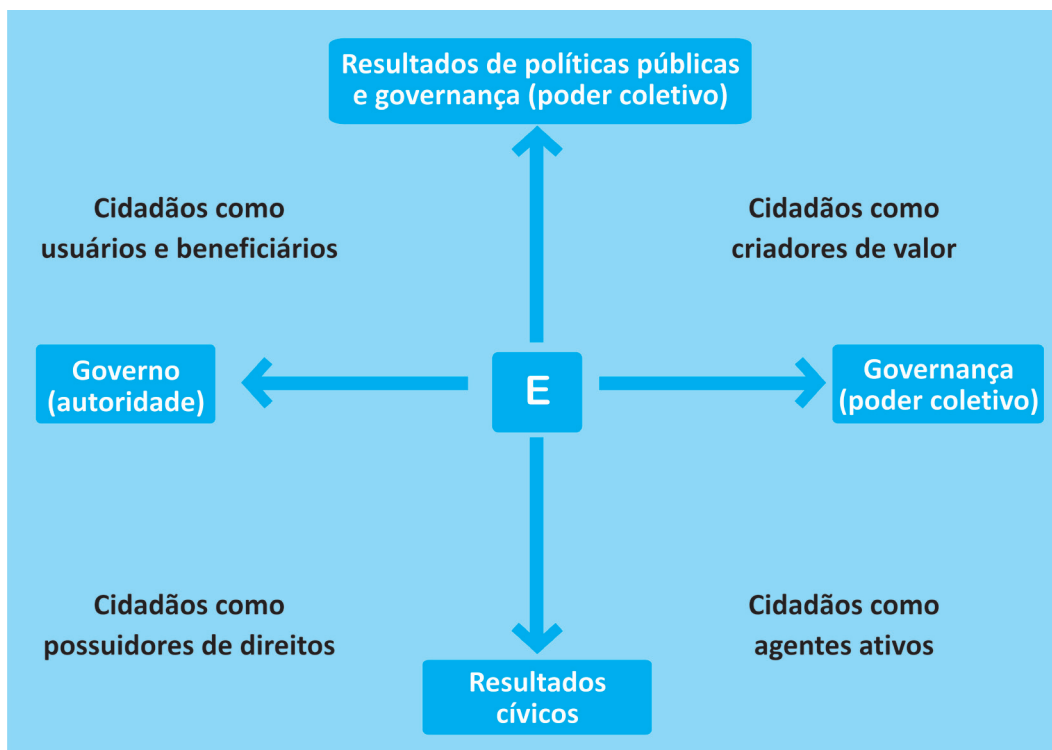 Resultados de políticas públicas
e governança (poder coletivo)
Cidadãos como
usuários e beneficiários
Cidadãos como
criadores de valor
Governo
(autoridade)
E
Governança
(poder coletivo)
Cidadãos como
possuidores de direitos
Cidadãos como
agentes ativos
Resultados
cívicos